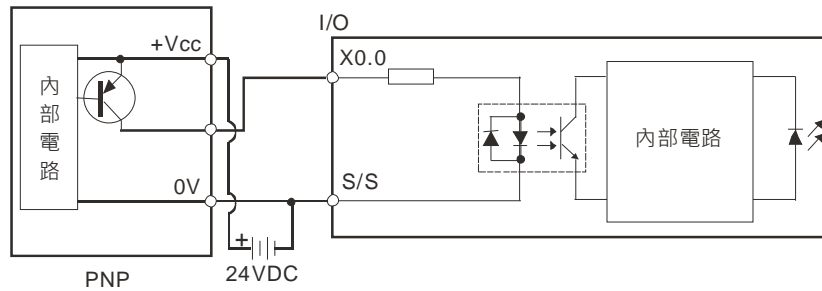 I/O
+Vcc
X0.0
內部電路
內部電路
0V
S/S
+
24VDC
PNP